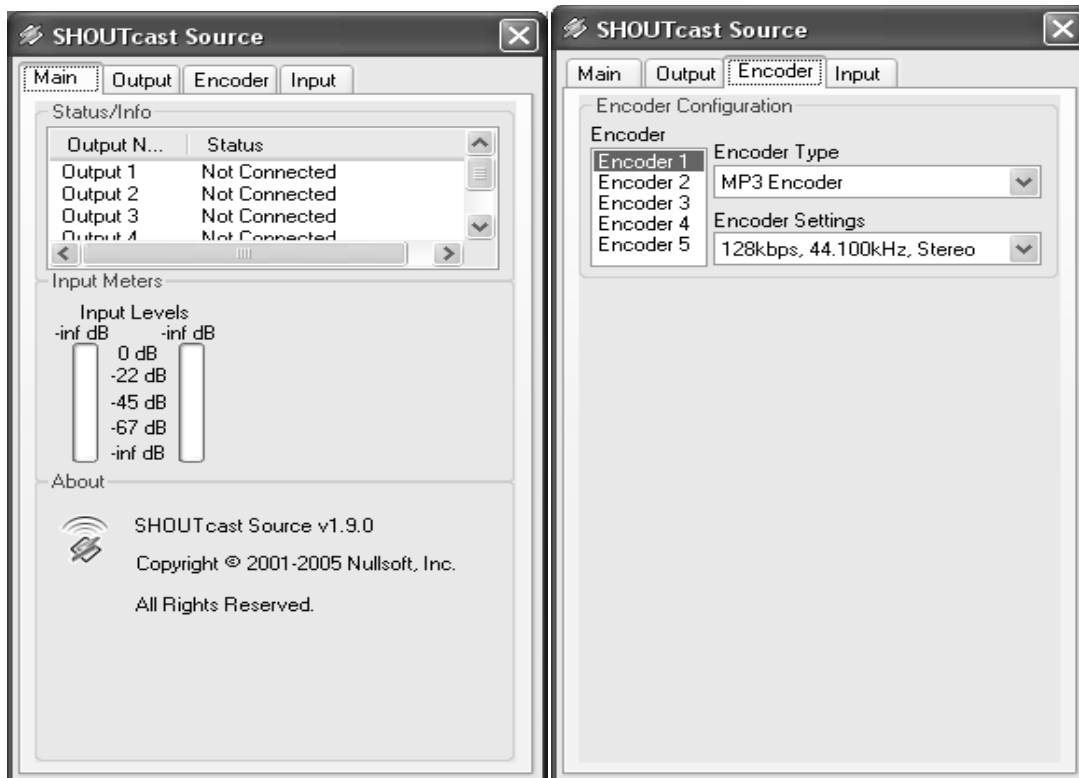 SHOUTcast Source
Main Output Encoder Input
Status/Info
Output N... Status
Output 1 Not Connected
Output 2 Not Connected
Output 3 Not Connected
Output 4 Not Connected
Input Meters
Input Levels
-inf dB -inf dB
0 dB
-22 dB
-45 dB
-67 dB
-inf dB
About
SHOUTcast Source v1.9.0
Copyright © 2001-2005 Nullsoft, Inc.
All Rights Reserved.
SHOUTcast Source
Main Output Encoder Input
Encoder Configuration
Encoder
Encoder 1
Encoder 2
Encoder 3
Encoder 4
Encoder 5
Encoder Type
MP3 Encoder
Encoder Settings
128kbps, 44.100kHz, Stereo